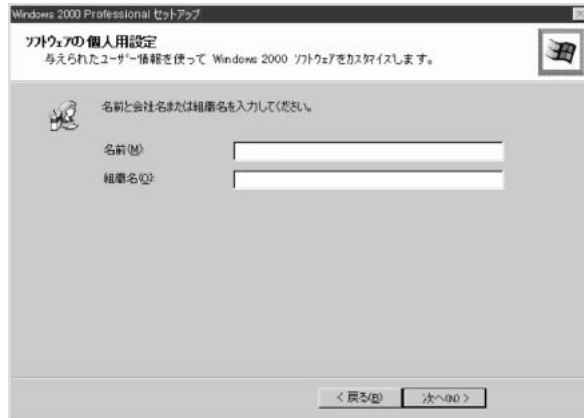 Windows 2000 Professional セットアップ
ソフトウェアの個人用設定
与えられたユーザー情報を使って Windows 2000 ソフトウェアをカスタマイズします。
名前と会社名または組織名を入力してください。
名前(M):
組織名(O):
< 戻る(B)
次へ(N) >